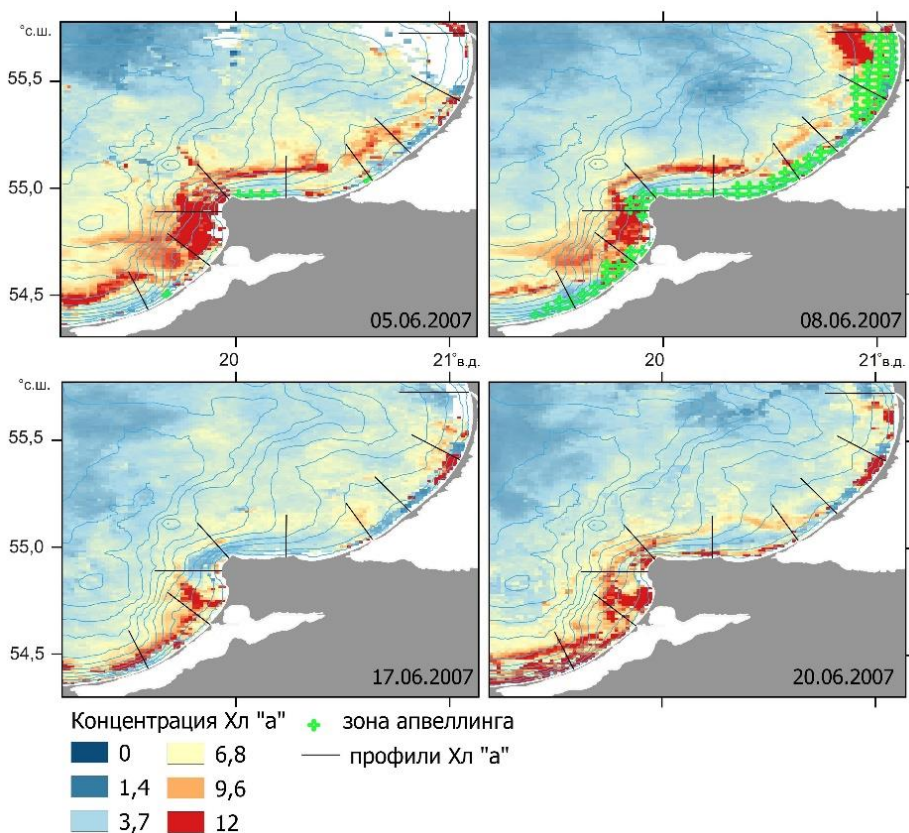 °с.ш.
55,5
55,0
54,5
05.06.2007
08.06.2007
20
21°в.д.
20
21°в.д.
°с.ш.
55,5
55,0
54,5
17.06.2007
20.06.2007
Концентрация Хл "а"
0
6,8
1,4
9,6
3,7
12
зона апвеллинга
профили Хл "а"